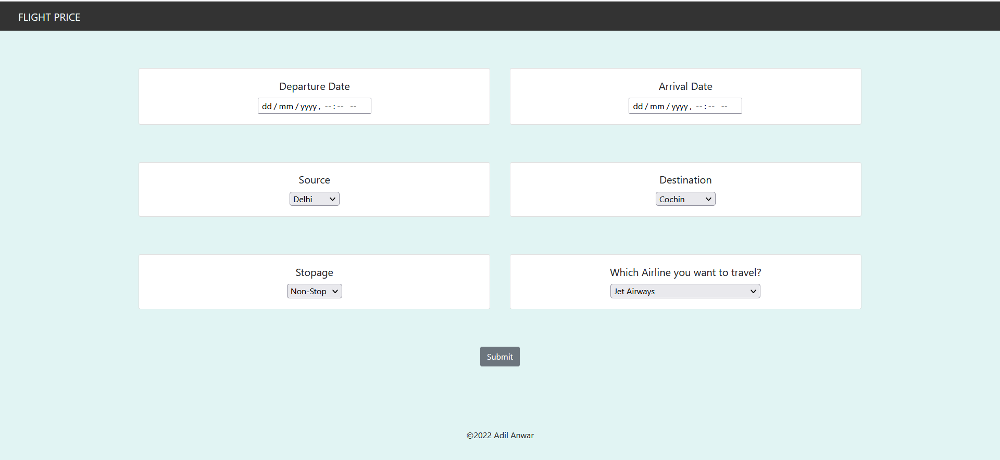 FLIGHT PRICE
Departure Date
dd / mm / yyyy , -- : -- --
Arrival Date
dd / mm / yyyy , -- : -- --
Source
Delhi
Destination
Cochin
Stopage
Non-Stop
Which Airline you want to travel?
Jet Airways
Submit
©2022 Adil Anwar